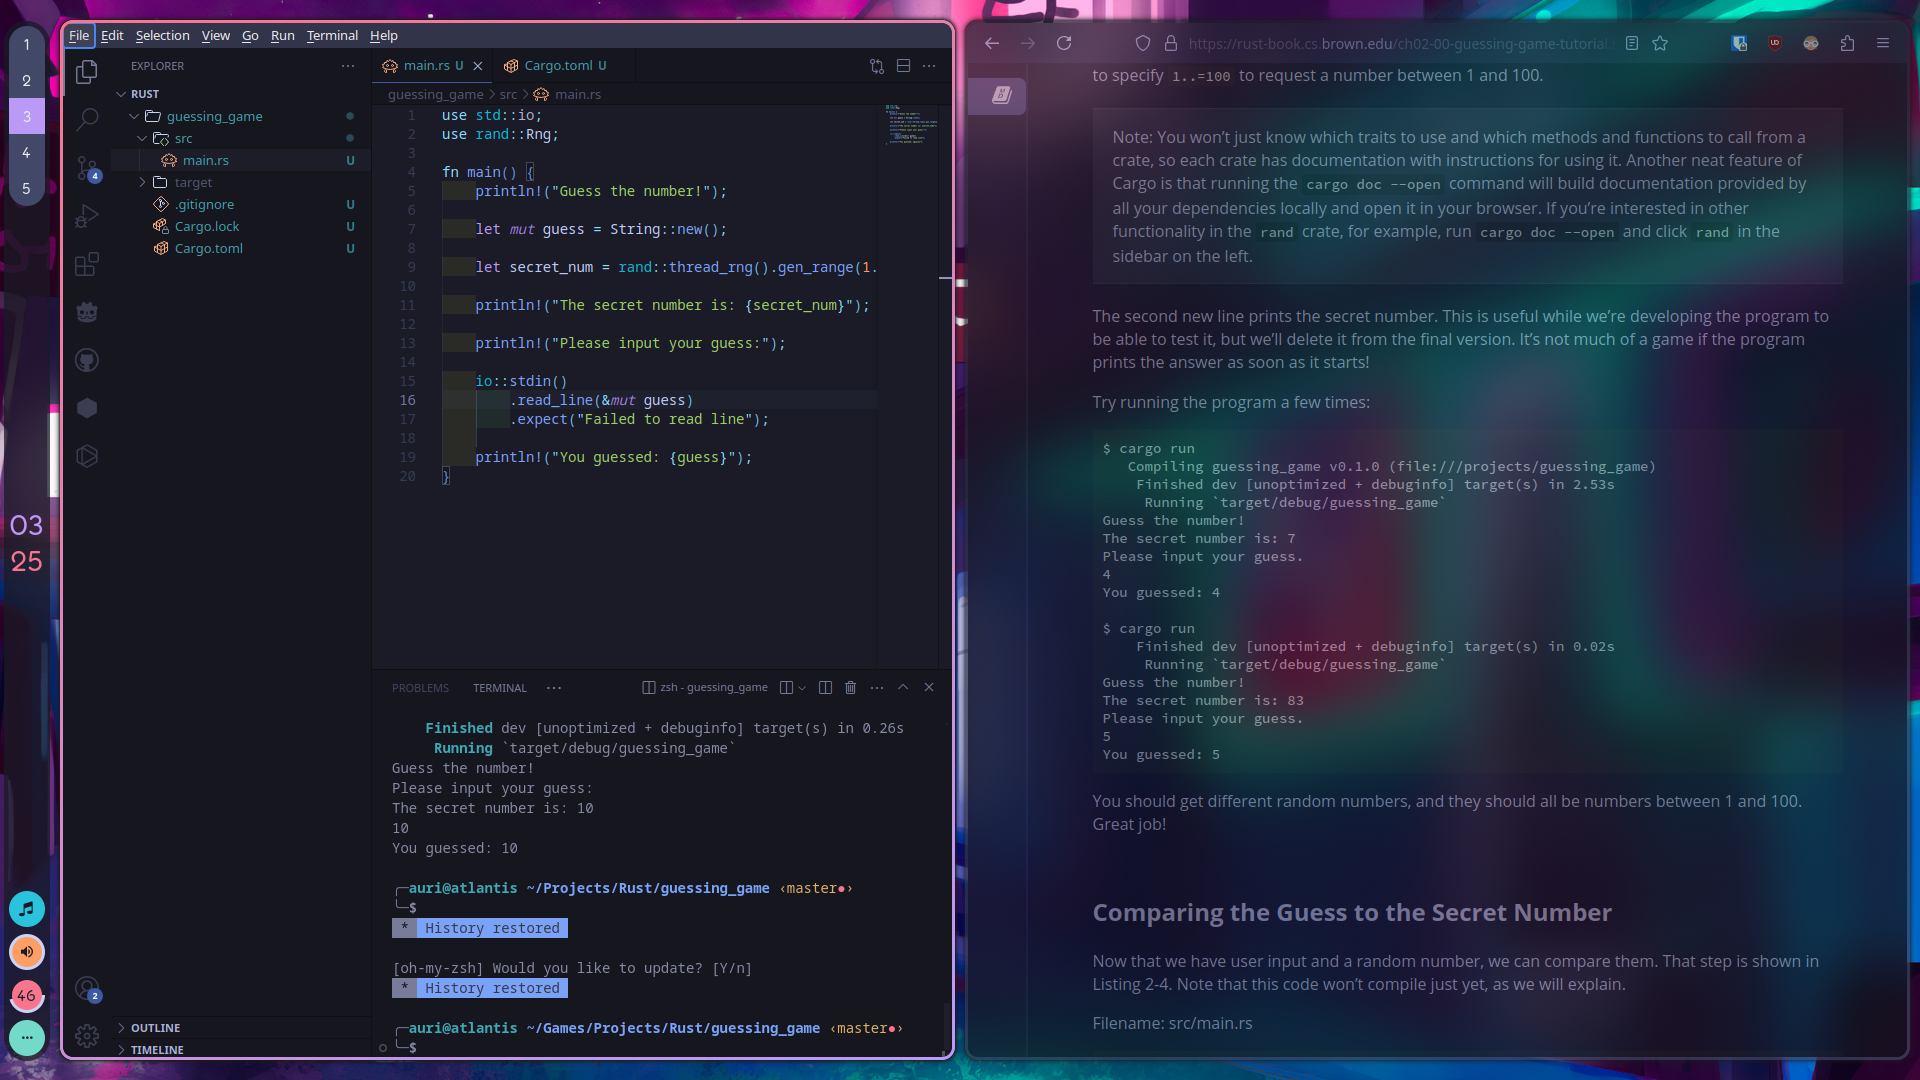 1
2
3
4
5
03
25
46
File Edit Selection View Go Run Terminal Help
EXPLORER
RUST
guessing_game
src
main.rs U
target
.gitignore U
Cargo.lock U
Cargo.toml U
4
2
OUTLINE
TIMELINE
main.rs U
Cargo.toml U
guessing_game > src > main.rs
1 use std::io;
2 use rand::Rng;
3
4 fn main() {
5 println!("Guess the number!");
6
7 let mut guess = String::new();
8
9 let secret_num = rand::thread_rng().gen_range(1.
10
11 println!("The secret number is: {secret_num}");
12
13 println!("Please input your guess:");
14
15 io::stdin()
16 .read_line(&mut guess)
17 .expect("Failed to read line");
18
19 println!("You guessed: {guess}");
20 }
PROBLEMS TERMINAL ··· zsh - guessing_game
Finished dev [unoptimized + debuginfo] target(s) in 0.26s
Running `target/debug/guessing_game`
Guess the number!
Please input your guess:
The secret number is: 10
10
You guessed: 10
╭─auri@atlantis ~/Projects/Rust/guessing_game ‹master●›
╰─$
* History restored
[oh-my-zsh] Would you like to update? [Y/n]
* History restored
╭─auri@atlantis ~/Games/Projects/Rust/guessing_game ‹master●›
╰─$
https://rust-book.cs.brown.edu/ch02-00-guessing-game-tutorial
to specify 1..=100 to request a number between 1 and 100.
Note: You won’t just know which traits to use and which methods and functions to call from a
crate, so each crate has documentation with instructions for using it. Another neat feature of
Cargo is that running the cargo doc --open command will build documentation provided by
all your dependencies locally and open it in your browser. If you’re interested in other
functionality in the rand crate, for example, run cargo doc --open and click rand in the
sidebar on the left.
The second new line prints the secret number. This is useful while we’re developing the program to
be able to test it, but we’ll delete it from the final version. It’s not much of a game if the program
prints the answer as soon as it starts!
Try running the program a few times:
$ cargo run
Compiling guessing_game v0.1.0 (file:///projects/guessing_game)
Finished dev [unoptimized + debuginfo] target(s) in 2.53s
Running `target/debug/guessing_game`
Guess the number!
The secret number is: 7
Please input your guess.
4
You guessed: 4
$ cargo run
Finished dev [unoptimized + debuginfo] target(s) in 0.02s
Running `target/debug/guessing_game`
Guess the number!
The secret number is: 83
Please input your guess.
5
You guessed: 5
You should get different random numbers, and they should all be numbers between 1 and 100.
Great job!
Comparing the Guess to the Secret Number
Now that we have user input and a random number, we can compare them. That step is shown in
Listing 2-4. Note that this code won’t compile just yet, as we will explain.
Filename: src/main.rs